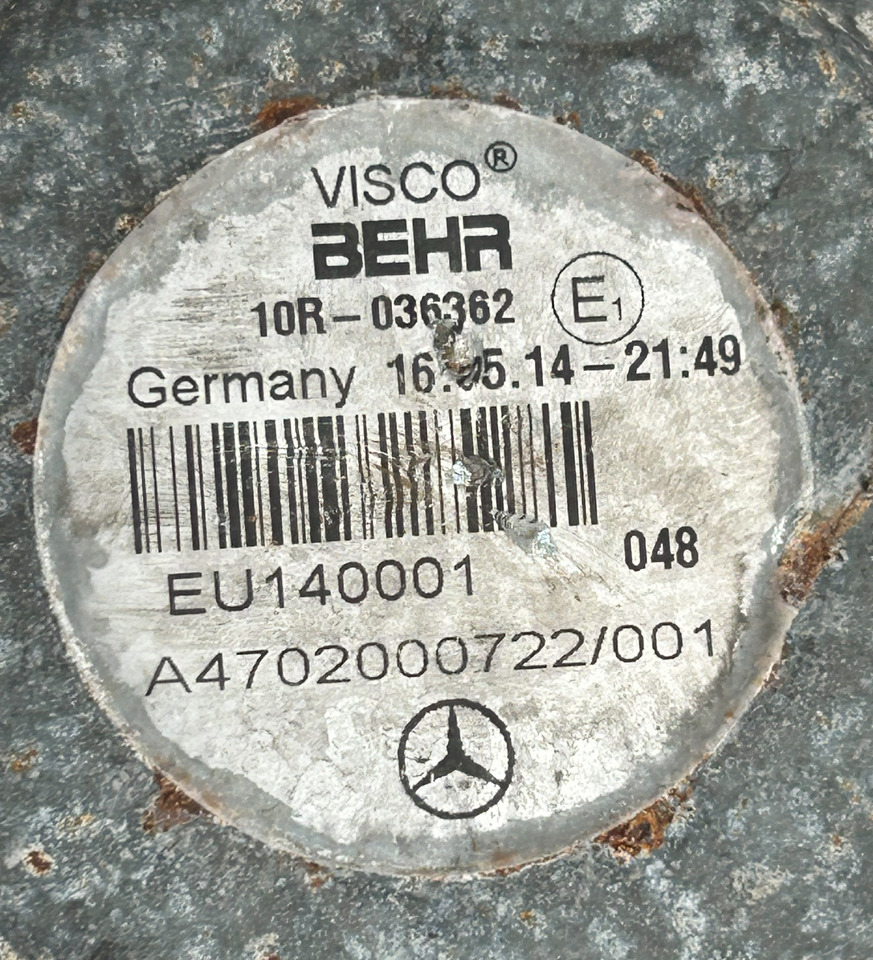 VISCO®
BEHR
10R-036362 E1
Germany 16.05.14-21:49
EU140001
048
A4702000722/001